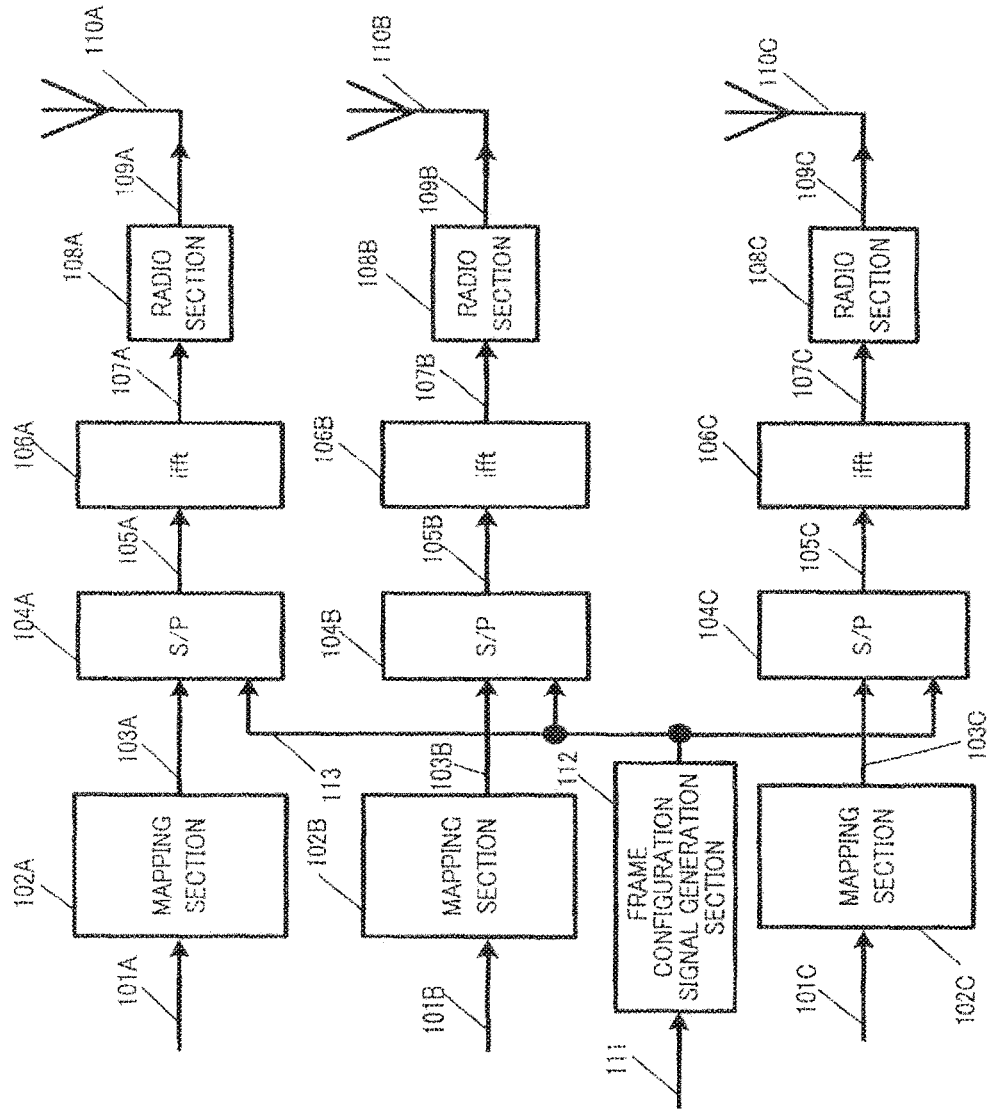 101A
102A
MAPPING
SECTION
103A
104A
S/P
105A
106A
ifft
107A
108A
RADIO
SECTION
109A
110A
113
101B
102B
MAPPING
SECTION
103B
104B
S/P
105B
106B
ifft
107B
108B
RADIO
SECTION
109B
110B
111
112
FRAME
CONFIGURATION
SIGNAL GENERATION
SECTION
101C
102C
MAPPING
SECTION
103C
104C
S/P
105C
106C
ifft
107C
108C
RADIO
SECTION
109C
110C